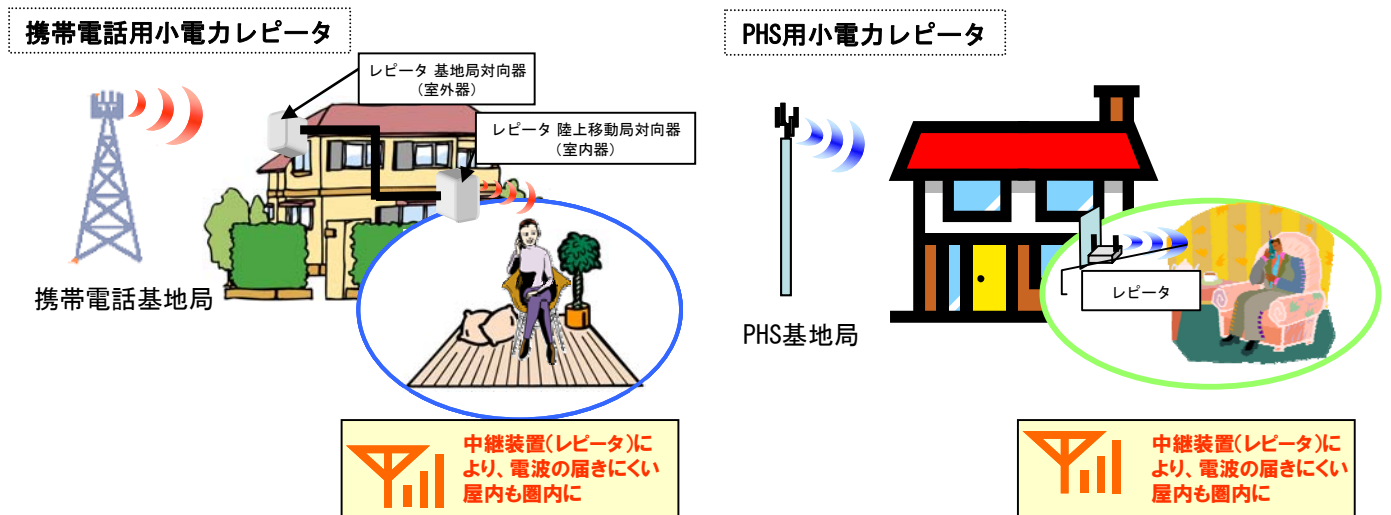 携帯電話用小電力レピータ
レピータ 基地局対向器
（室外器）
レピータ 陸上移動局対向器
（室内器）
携帯電話基地局
中継装置(レピータ)に
より、電波の届きにくい
屋内も圏内に
PHS用小電力レピータ
レピータ
PHS基地局
中継装置(レピータ)に
より、電波の届きにくい
屋内も圏内に